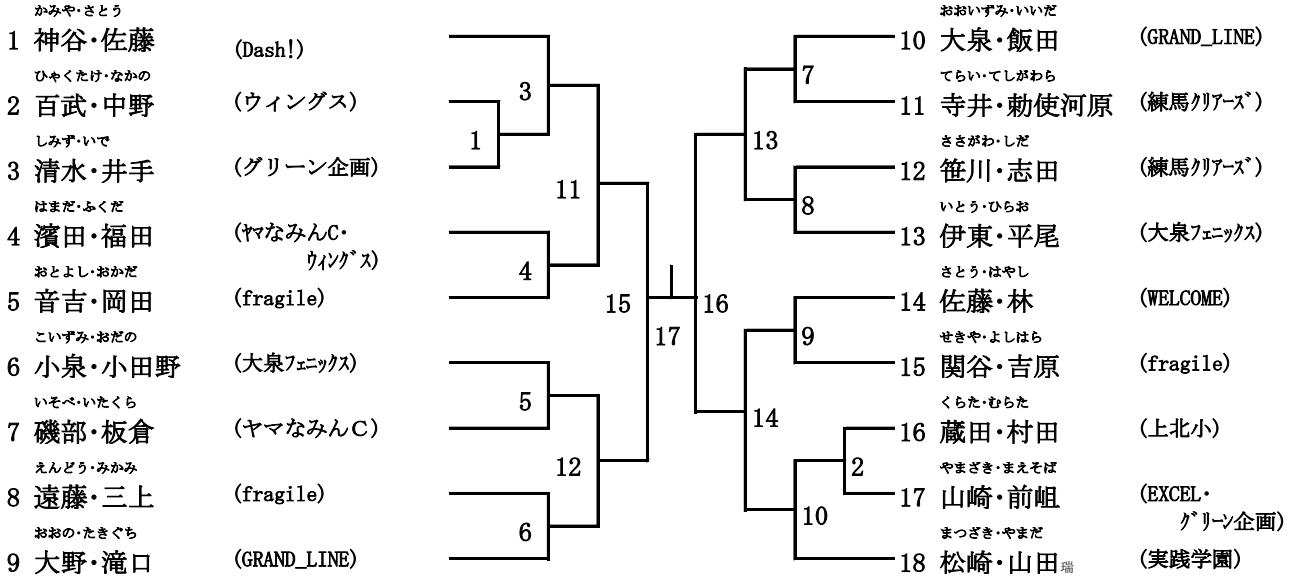 かみや・さとう
1 神谷・佐藤 (Dash!)
ひゃくたけ・なかの
2 百武・中野 (ウィングス)
しみず・いで
3 清水・井手 (グリーン企画)
はまだ・ふくだ
4 濱田・福田 (ﾔﾏなみんC・
ｳｨﾝｸﾞｽ)
おとよし・おかだ
5 音吉・岡田 (fragile)
こいずみ・おだの
6 小泉・小田野 (大泉ﾌｪﾆｯｸｽ)
いそべ・いたくら
7 磯部・板倉 (ヤマなみんＣ)
えんどう・みかみ
8 遠藤・三上 (fragile)
おおの・たきぐち
9 大野・滝口 (GRAND_LINE)
3
1
11
4
15
5
12
6
17
16
7
13
8
9
14
2
10
おおいずみ・いいだ
10 大泉・飯田 (GRAND_LINE)
てらい・てしがわら
11 寺井・勅使河原 (練馬ｸﾘｱｰｽﾞ)
ささがわ・しだ
12 笹川・志田 (練馬ｸﾘｱｰｽﾞ)
いとう・ひらお
13 伊東・平尾 (大泉ﾌｪﾆｯｸｽ)
さとう・はやし
14 佐藤・林 (WELCOME)
せきや・よしはら
15 関谷・吉原 (fragile)
くらた・むらた
16 蔵田・村田 (上北小)
やまざき・まえそば
17 山崎・前岨 (EXCEL・
ｸﾞﾘｰﾝ企画)
まつざき・やまだ
18 松崎・山田瑞 (実践学園)